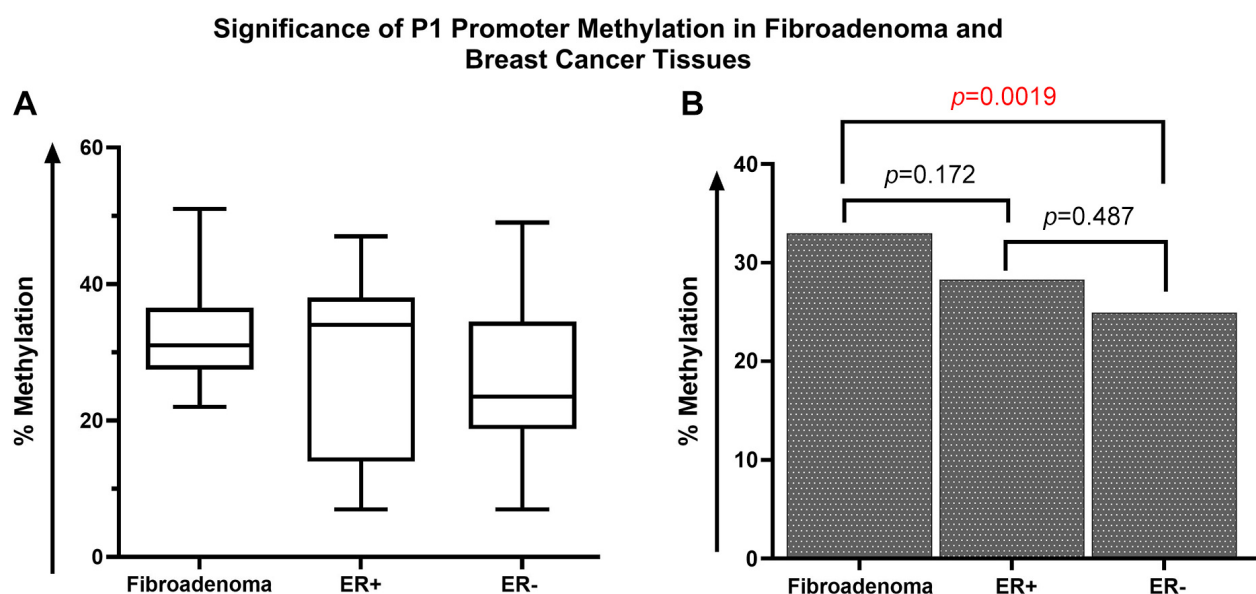 Significance of P1 Promoter Methylation in Fibroadenoma and
Breast Cancer Tissues
A
% Methylation
60
40
20
0
Fibroadenoma
ER+
ER-
B
p=0.0019
p=0.172
p=0.487
% Methylation
40
30
20
10
0
Fibroadenoma
ER+
ER-